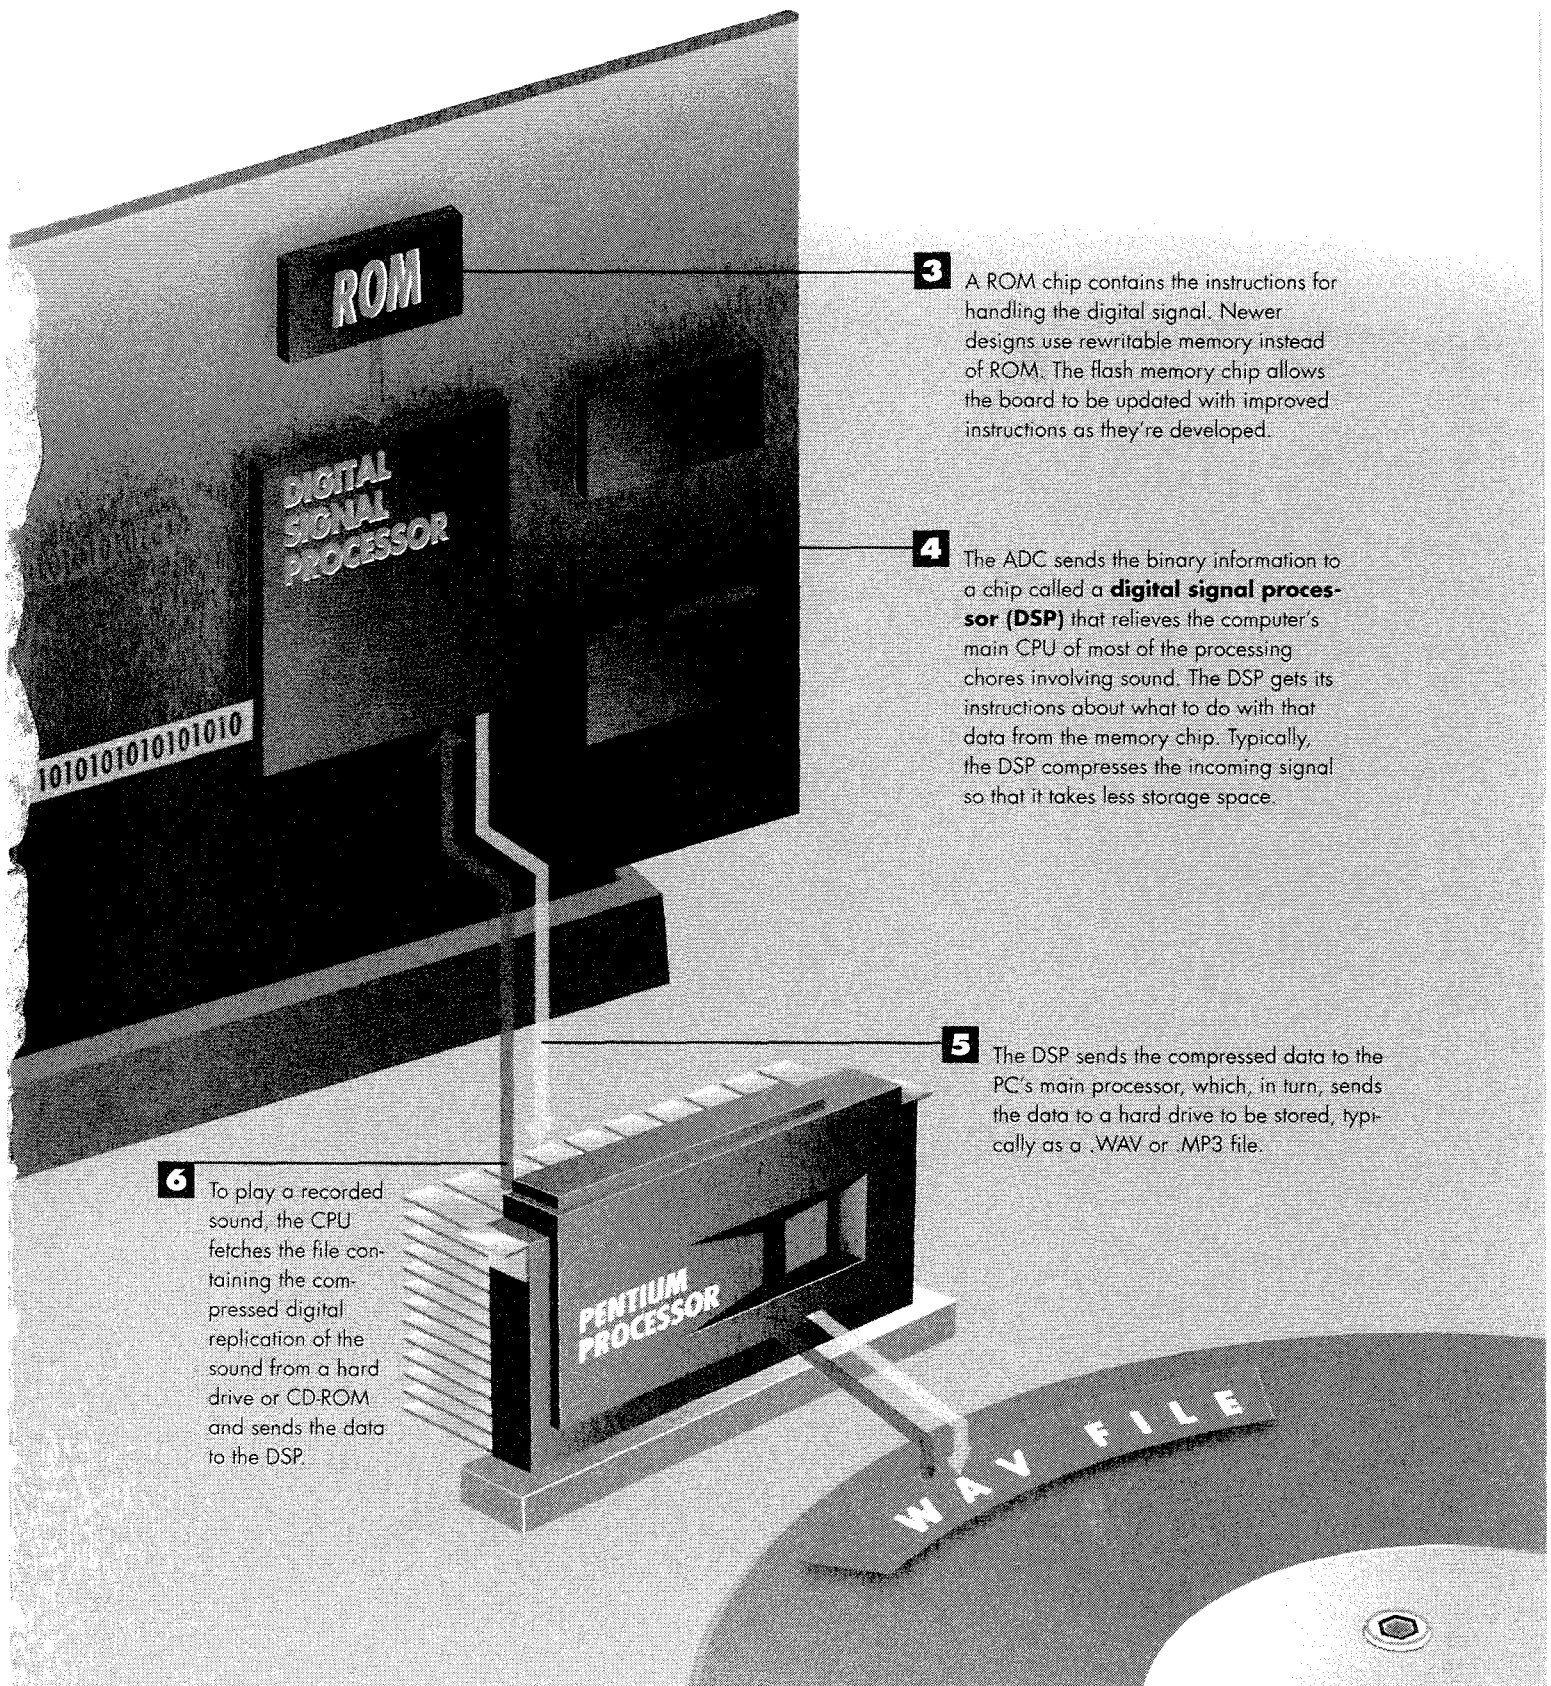 ROM
3
A ROM chip contains the instructions for
handling the digital signal. Newer
designs use rewritable memory instead
of ROM. The flash memory chip allows
the board to be updated with improved
instructions as they're developed.
DIGITAL
SIGNAL
PROCESSOR
4
The ADC sends the binary information to
a chip called a digital signal proces-
sor (DSP) that relieves the computer's
main CPU of most of the processing
chores involving sound. The DSP gets its
instructions about what to do with that
data from the memory chip. Typically,
the DSP compresses the incoming signal
so that it takes less storage space.
1010101010101010
5
The DSP sends the compressed data to the
PC's main processor, which, in turn, sends
the data to a hard drive to be stored, typi-
cally as a .WAV or .MP3 file.
6
To play a recorded
sound, the CPU
fetches the file con-
taining the com-
pressed digital
replication of the
sound from a hard
drive or CD-ROM
and sends the data
to the DSP.
PENTIUM
PROCESSOR
WAV FILE